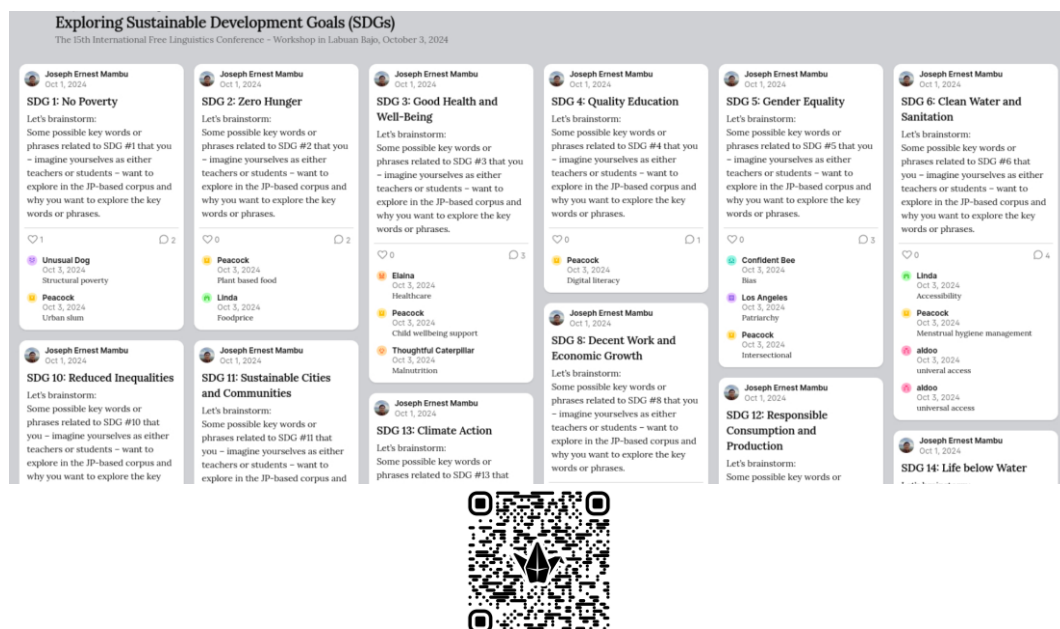 Exploring Sustainable Development Goals (SDGs)
The 15th International Free Linguistics Conference - Workshop in Labuan Bajo, October 3, 2024
Joseph Ernest Mambu
Oct 1, 2024
SDG 1: No Poverty
Let's brainstorm:
Some possible key words or
phrases related to SDG #1 that you
– imagine yourselves as either
teachers or students – want to
explore in the JP-based corpus and
why you want to explore the key
words or phrases.
1
2
Unusual Dog
Oct 3, 2024
Structural poverty
Peacock
Oct 3, 2024
Urban slum
Joseph Ernest Mambu
Oct 1, 2024
SDG 10: Reduced Inequalities
Let's brainstorm:
Some possible key words or
phrases related to SDG #10 that
you – imagine yourselves as either
teachers or students – want to
explore in the JP-based corpus and
why you want to explore the key
Joseph Ernest Mambu
Oct 1, 2024
SDG 2: Zero Hunger
Let's brainstorm:
Some possible key words or
phrases related to SDG #2 that you
– imagine yourselves as either
teachers or students – want to
explore in the JP-based corpus and
why you want to explore the key
words or phrases.
0
2
Peacock
Oct 3, 2024
Plant based food
Linda
Oct 3, 2024
Foodprice
Joseph Ernest Mambu
Oct 1, 2024
SDG 11: Sustainable Cities
and Communities
Let's brainstorm:
Some possible key words or
phrases related to SDG #11 that
you – imagine yourselves as either
teachers or students – want to
explore in the JP-based corpus and
Joseph Ernest Mambu
Oct 1, 2024
SDG 3: Good Health and
Well-Being
Let's brainstorm:
Some possible key words or
phrases related to SDG #3 that you
– imagine yourselves as either
teachers or students – want to
explore in the JP-based corpus and
why you want to explore the key
words or phrases.
0
3
Elaina
Oct 3, 2024
Healthcare
Peacock
Oct 3, 2024
Child wellbeing support
Thoughtful Caterpillar
Oct 3, 2024
Malnutrition
Joseph Ernest Mambu
Oct 1, 2024
SDG 13: Climate Action
Let's brainstorm:
Some possible key words or
phrases related to SDG #13 that
Joseph Ernest Mambu
Oct 1, 2024
SDG 4: Quality Education
Let's brainstorm:
Some possible key words or
phrases related to SDG #4 that you
– imagine yourselves as either
teachers or students – want to
explore in the JP-based corpus and
why you want to explore the key
words or phrases.
0
1
Peacock
Oct 3, 2024
Digital literacy
Joseph Ernest Mambu
Oct 1, 2024
SDG 8: Decent Work and
Economic Growth
Let's brainstorm:
Some possible key words or
phrases related to SDG #8 that you
– imagine yourselves as either
teachers or students – want to
explore in the JP-based corpus and
why you want to explore the key
words or phrases.
Joseph Ernest Mambu
Oct 1, 2024
SDG 5: Gender Equality
Let's brainstorm:
Some possible key words or
phrases related to SDG #5 that you
– imagine yourselves as either
teachers or students – want to
explore in the JP-based corpus and
why you want to explore the key
words or phrases.
0
3
Confident Bee
Oct 3, 2024
Bias
Los Angeles
Oct 3, 2024
Patriarchy
Peacock
Oct 3, 2024
Intersectional
Joseph Ernest Mambu
Oct 1, 2024
SDG 12: Responsible
Consumption and
Production
Let's brainstorm:
Some possible key words or
Joseph Ernest Mambu
Oct 1, 2024
SDG 6: Clean Water and
Sanitation
Let's brainstorm:
Some possible key words or
phrases related to SDG #6 that
you – imagine yourselves as either
teachers or students – want to
explore in the JP-based corpus and
why you want to explore the key
words or phrases.
0
4
Linda
Oct 3, 2024
Accessibility
Peacock
Oct 3, 2024
Menstrual hygiene management
aldoo
Oct 3, 2024
univeral access
aldoo
Oct 3, 2024
universal access
Joseph Ernest Mambu
Oct 1, 2024
SDG 14: Life below Water